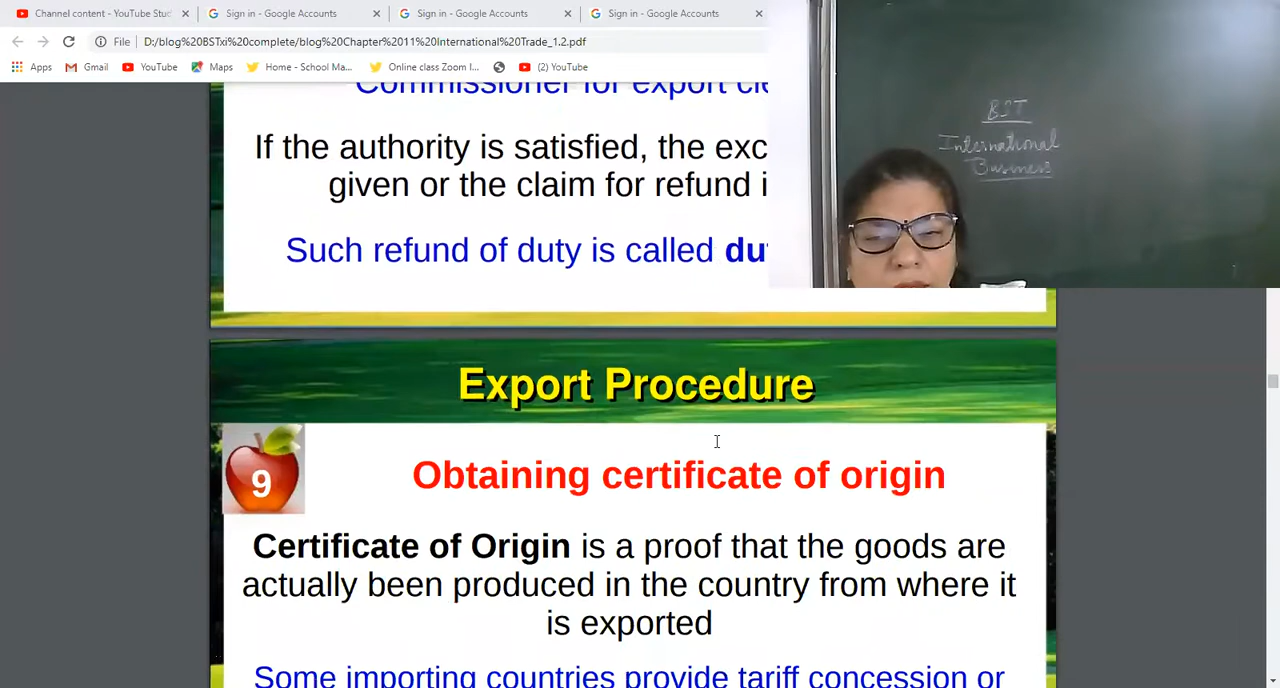 Channel content - YouTube Stud
Sign in - Google Accounts
Sign in - Google Accounts
Sign in - Google Accounts
File
D:/blog%20BSTxi%20complete/blog%20Chapter%2011%20International%20Trade_1.2.pdf
Apps
Gmail
YouTube
Maps
Home - School Ma...
Online class Zoom l...
(2) YouTube
Commissioner for export cle
If the authority is satisfied, the exc
given or the claim for refund i
Such refund of duty is called du
BST
International
Business
Export Procedure
9
Obtaining certificate of origin
Certificate of Origin is a proof that the goods are
actually been produced in the country from where it
is exported
Some importing countries provide tariff concession or